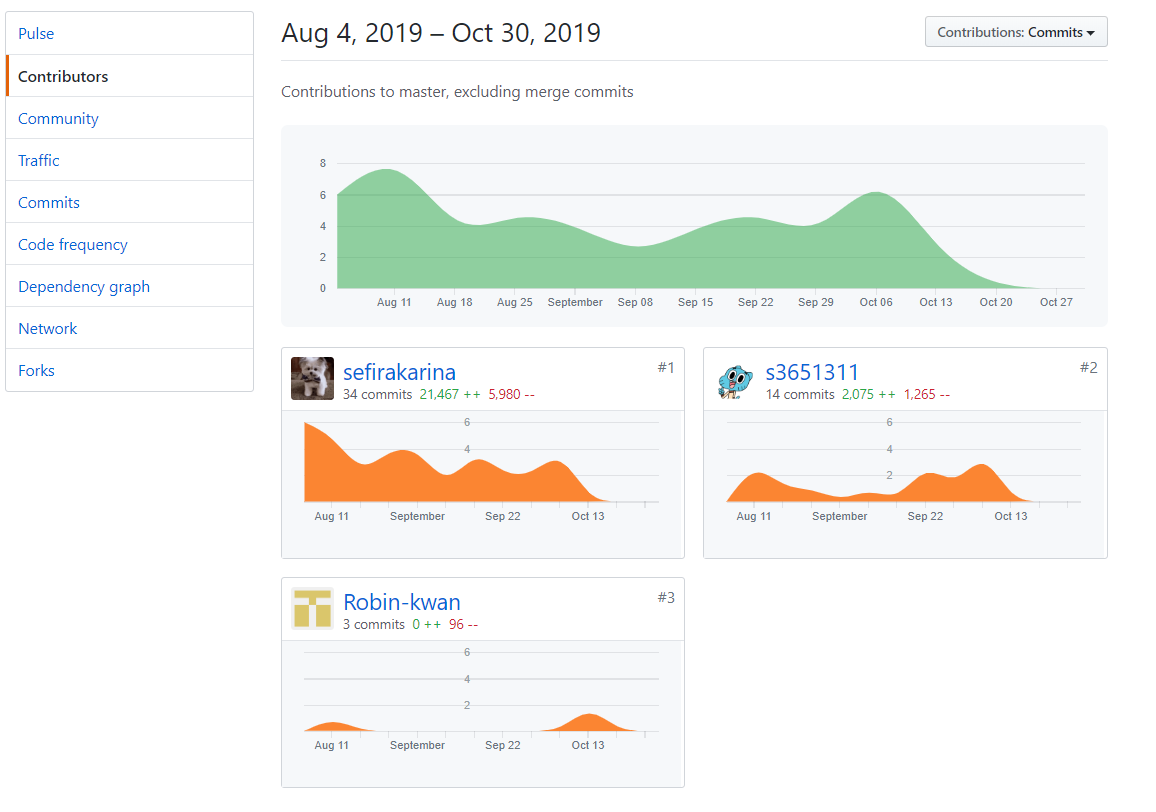 Pulse
Contributors
Community
Traffic
Commits
Code frequency
Dependency graph
Network
Forks
Aug 4, 2019 – Oct 30, 2019
Contributions: Commits
Contributions to master, excluding merge commits
8
6
4
2
0
Aug 11 Aug 18 Aug 25 September Sep 08 Sep 15 Sep 22 Sep 29 Oct 06 Oct 13 Oct 20 Oct 27
sefirakarina #1
34 commits 21,467 ++ 5,980 --
6
4
Aug 11 September Sep 22 Oct 13
s3651311 #2
14 commits 2,075 ++ 1,265 --
6
4
2
Aug 11 September Sep 22 Oct 13
Robin-kwan #3
3 commits 0 ++ 96 --
6
4
2
Aug 11 September Sep 22 Oct 13